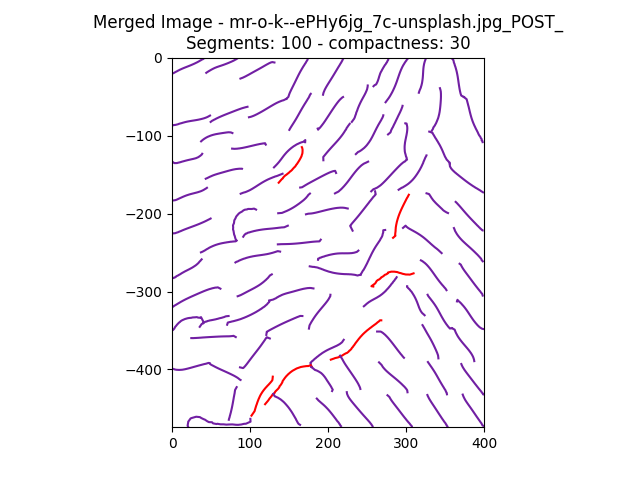 Merged Image - mr-o-k--ePHy6jg_7c-unsplash.jpg_POST_
Segments: 100 - compactness: 30
0
−100
−200
−300
−400
0 100 200 300 400